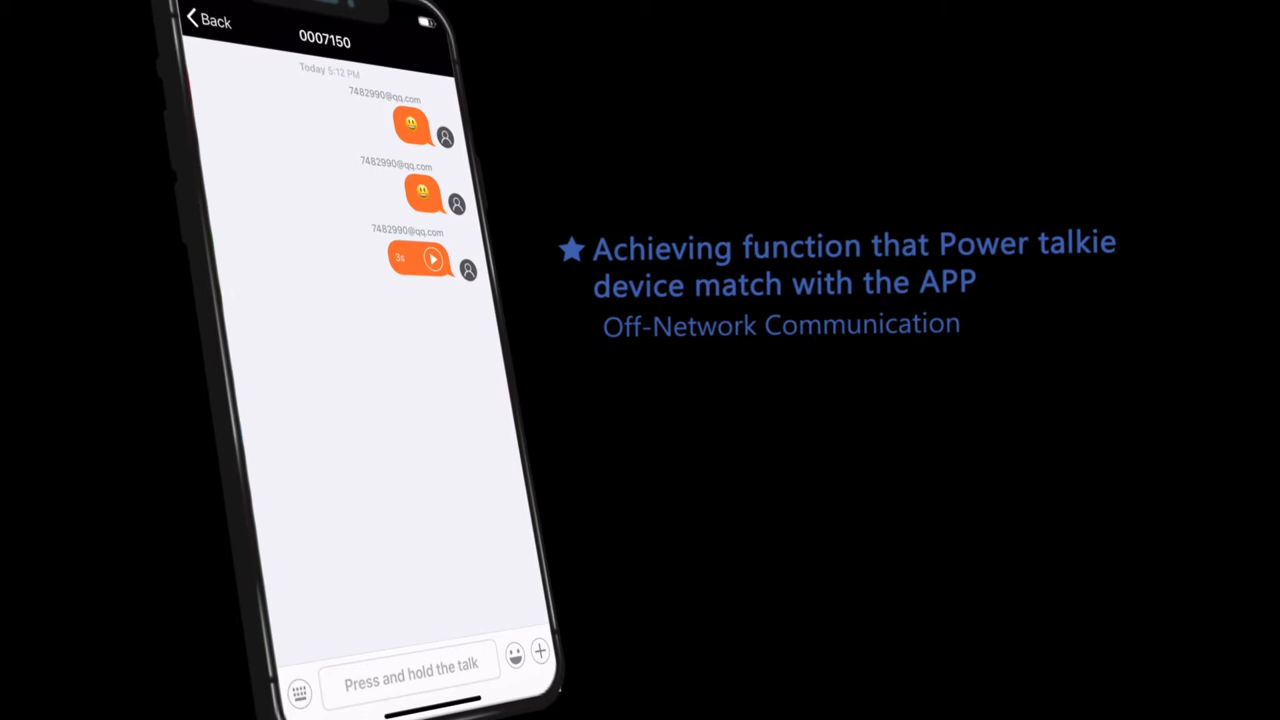 Back
0007150
Today 5:12 PM
7482990@qq.com
7482990@qq.com
7482990@qq.com
3s
Press and hold the talk
Achieving function that Power talkie
device match with the APP
Off-Network Communication